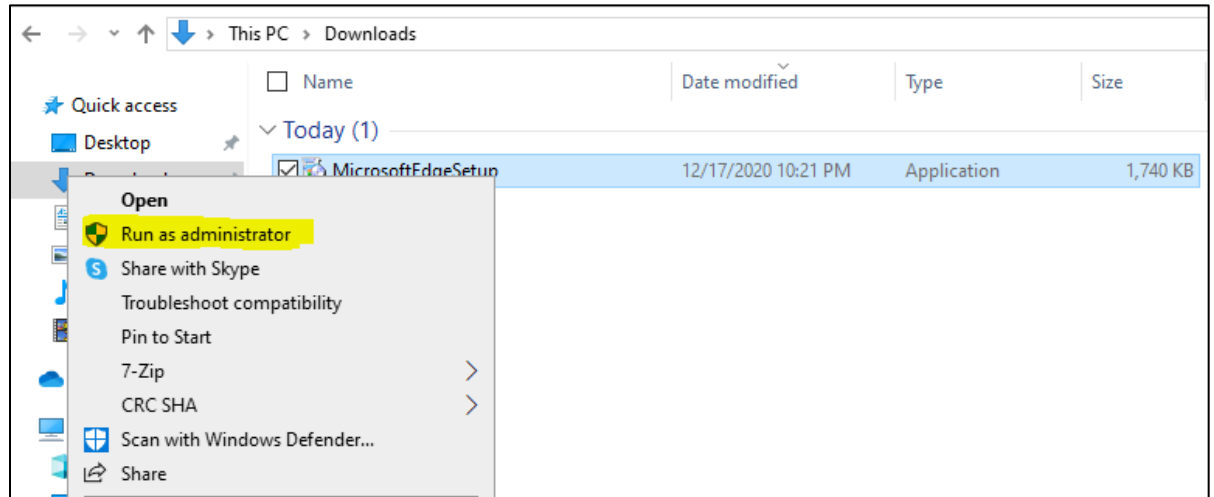 This PC > Downloads
Name Date modified Type Size
Quick access
Today (1)
Desktop
MicrosoftEdgeSetup 12/17/2020 10:21 PM Application 1,740 KB
Open
Run as administrator
S Share with Skype
Troubleshoot compatibility
Pin to Start
7-Zip
CRC SHA
Scan with Windows Defender...
Share